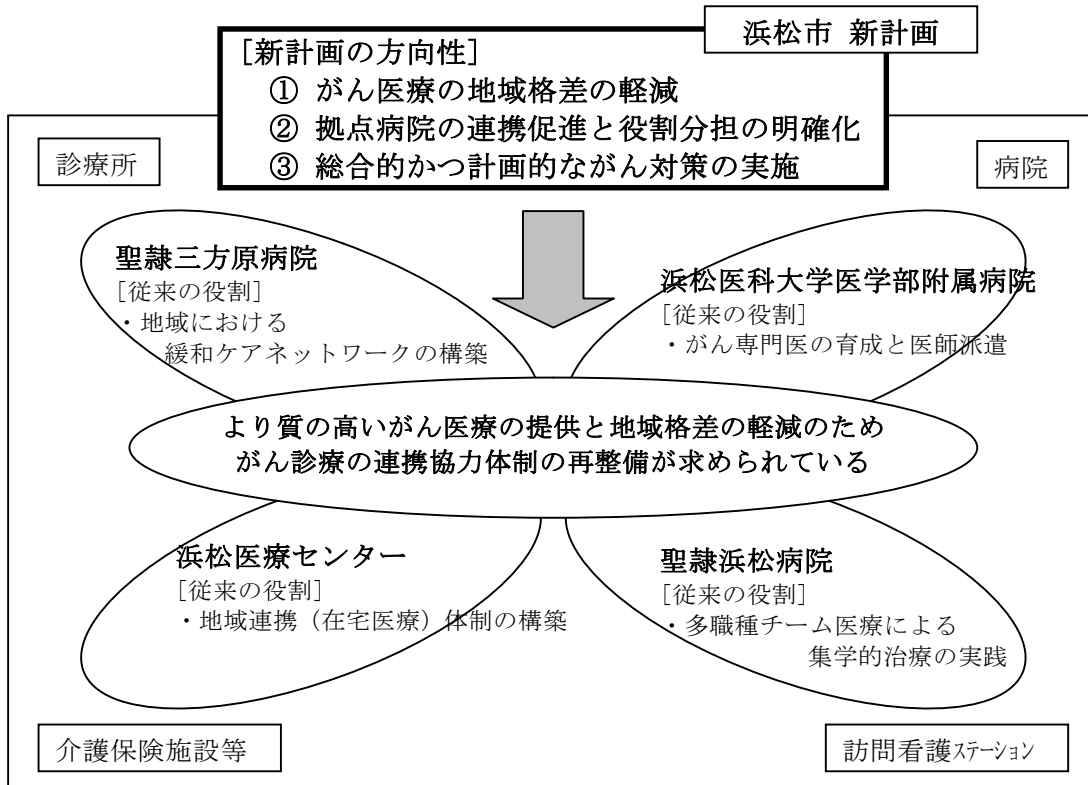 浜松市 新計画
[新計画の方向性]
① がん医療の地域格差の軽減
② 拠点病院の連携促進と役割分担の明確化
③ 総合的かつ計画的ながん対策の実施
診療所
病院
聖隷三方原病院
[従来の役割]
・地域における
緩和ケアネットワークの構築
浜松医科大学医学部附属病院
[従来の役割]
・がん専門医の育成と医師派遣
より質の高いがん医療の提供と地域格差の軽減のため
がん診療の連携協力体制の再整備が求められている
浜松医療センター
[従来の役割]
・地域連携（在宅医療）体制の構築
聖隷浜松病院
[従来の役割]
・多職種チーム医療による
集学的治療の実践
介護保険施設等
訪問看護ステーション